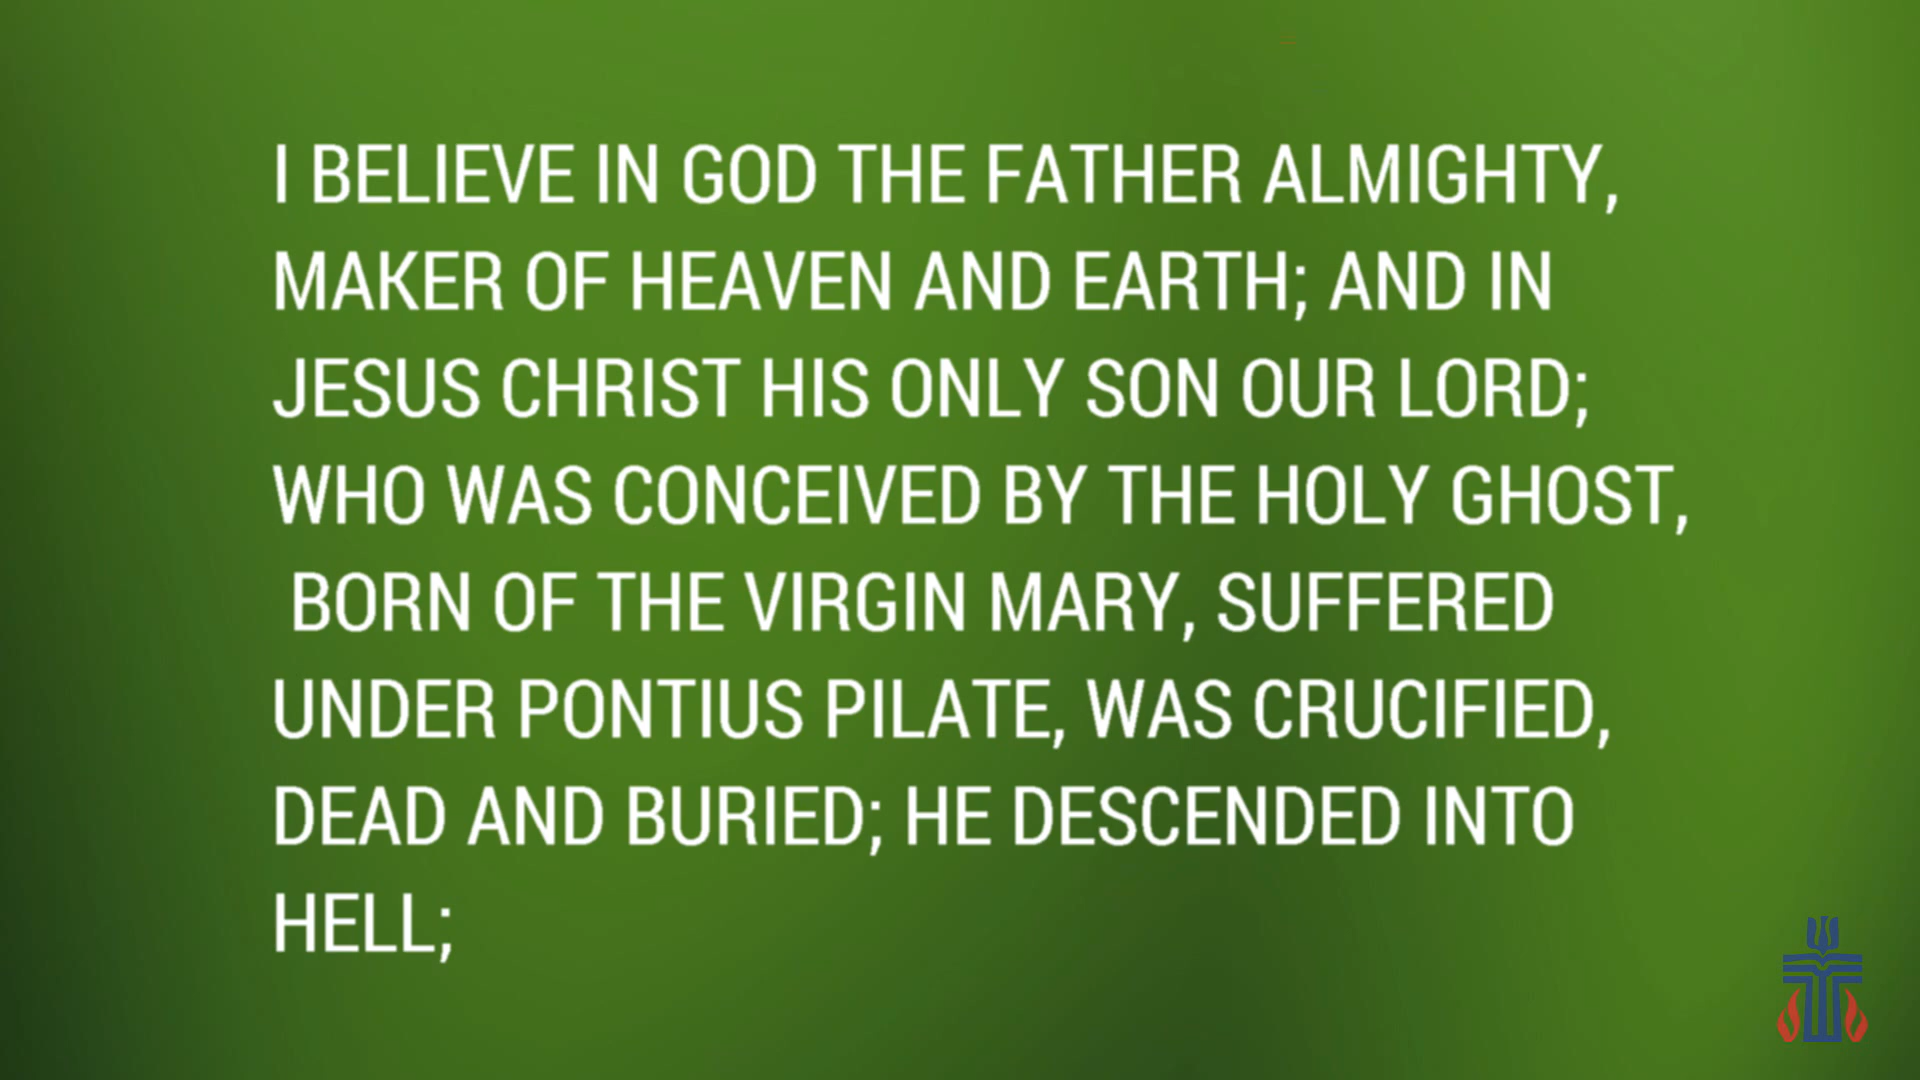 I BELIEVE IN GOD THE FATHER ALMIGHTY,
MAKER OF HEAVEN AND EARTH; AND IN
JESUS CHRIST HIS ONLY SON OUR LORD;
WHO WAS CONCEIVED BY THE HOLY GHOST,
BORN OF THE VIRGIN MARY, SUFFERED
UNDER PONTIUS PILATE, WAS CRUCIFIED,
DEAD AND BURIED; HE DESCENDED INTO
HELL;